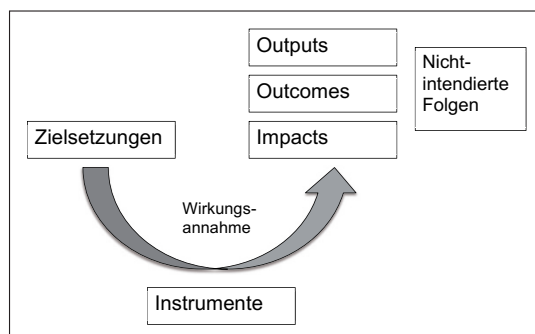 Outputs
Nicht-
intendierte
Folgen
Outcomes
Zielsetzungen
Impacts
Wirkungs-
annahme
Instrumente